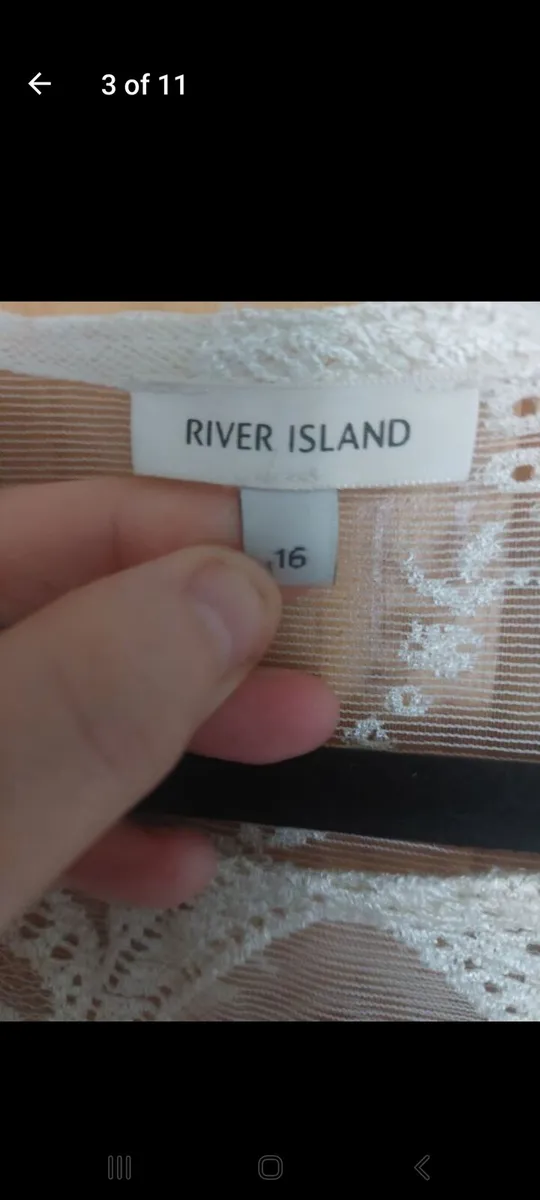 3 of 11
RIVER ISLAND
16